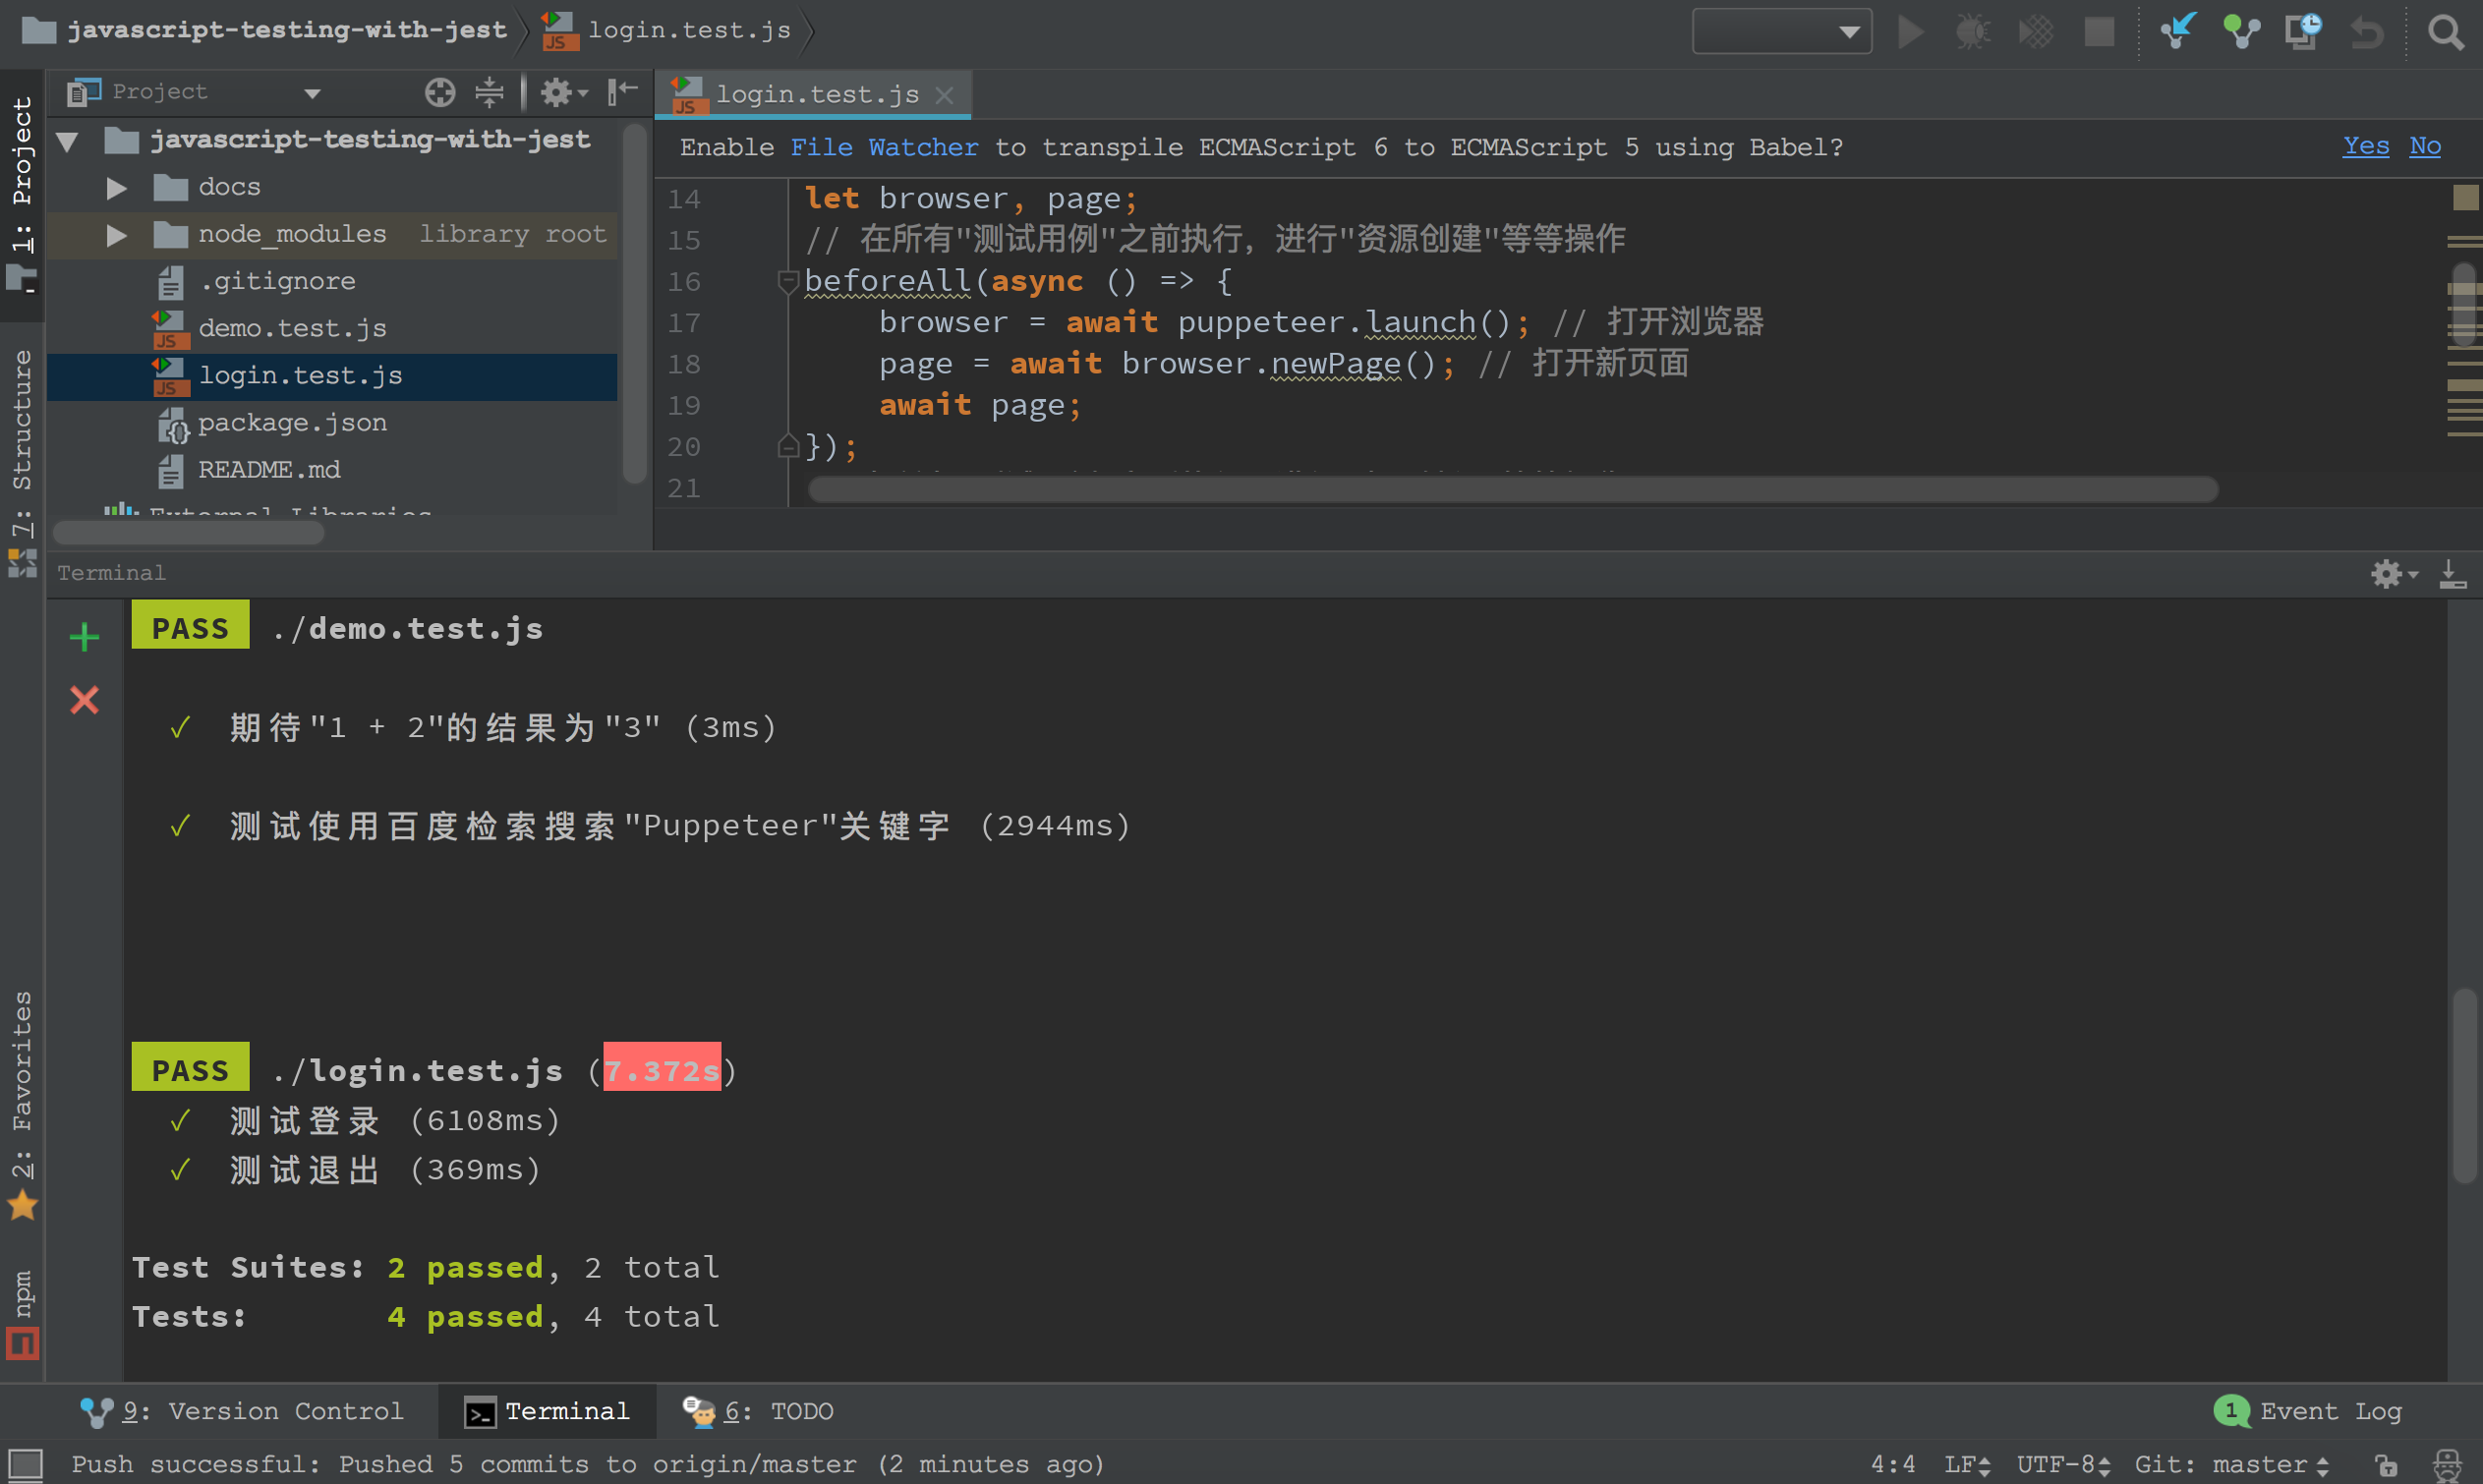 javascript-testing-with-jest
login.test.js
1: Project
7: Structure
2: Favorites
npm
Project
javascript-testing-with-jest
docs
node_modules library root
.gitignore
demo.test.js
login.test.js
package.json
README.md
External Libraries
login.test.js
Enable File Watcher to transpile ECMAScript 6 to ECMAScript 5 using Babel?
Yes No
14 let browser, page;
15 // 在所有"测试用例"之前执行，进行"资源创建"等等操作
16 beforeAll(async () => {
17 browser = await puppeteer.launch(); // 打开浏览器
18 page = await browser.newPage(); // 打开新页面
19 await page;
20 });
21
Terminal
PASS ./demo.test.js
✓ 期待"1 + 2"的结果为"3" (3ms)
✓ 测试使用百度检索搜索"Puppeteer"关键字 (2944ms)
PASS ./login.test.js (7.372s)
✓ 测试登录 (6108ms)
✓ 测试退出 (369ms)
Test Suites: 2 passed, 2 total
Tests: 4 passed, 4 total
9: Version Control
Terminal
6: TODO
1 Event Log
Push successful: Pushed 5 commits to origin/master (2 minutes ago)
4:4 LF UTF-8 Git: master